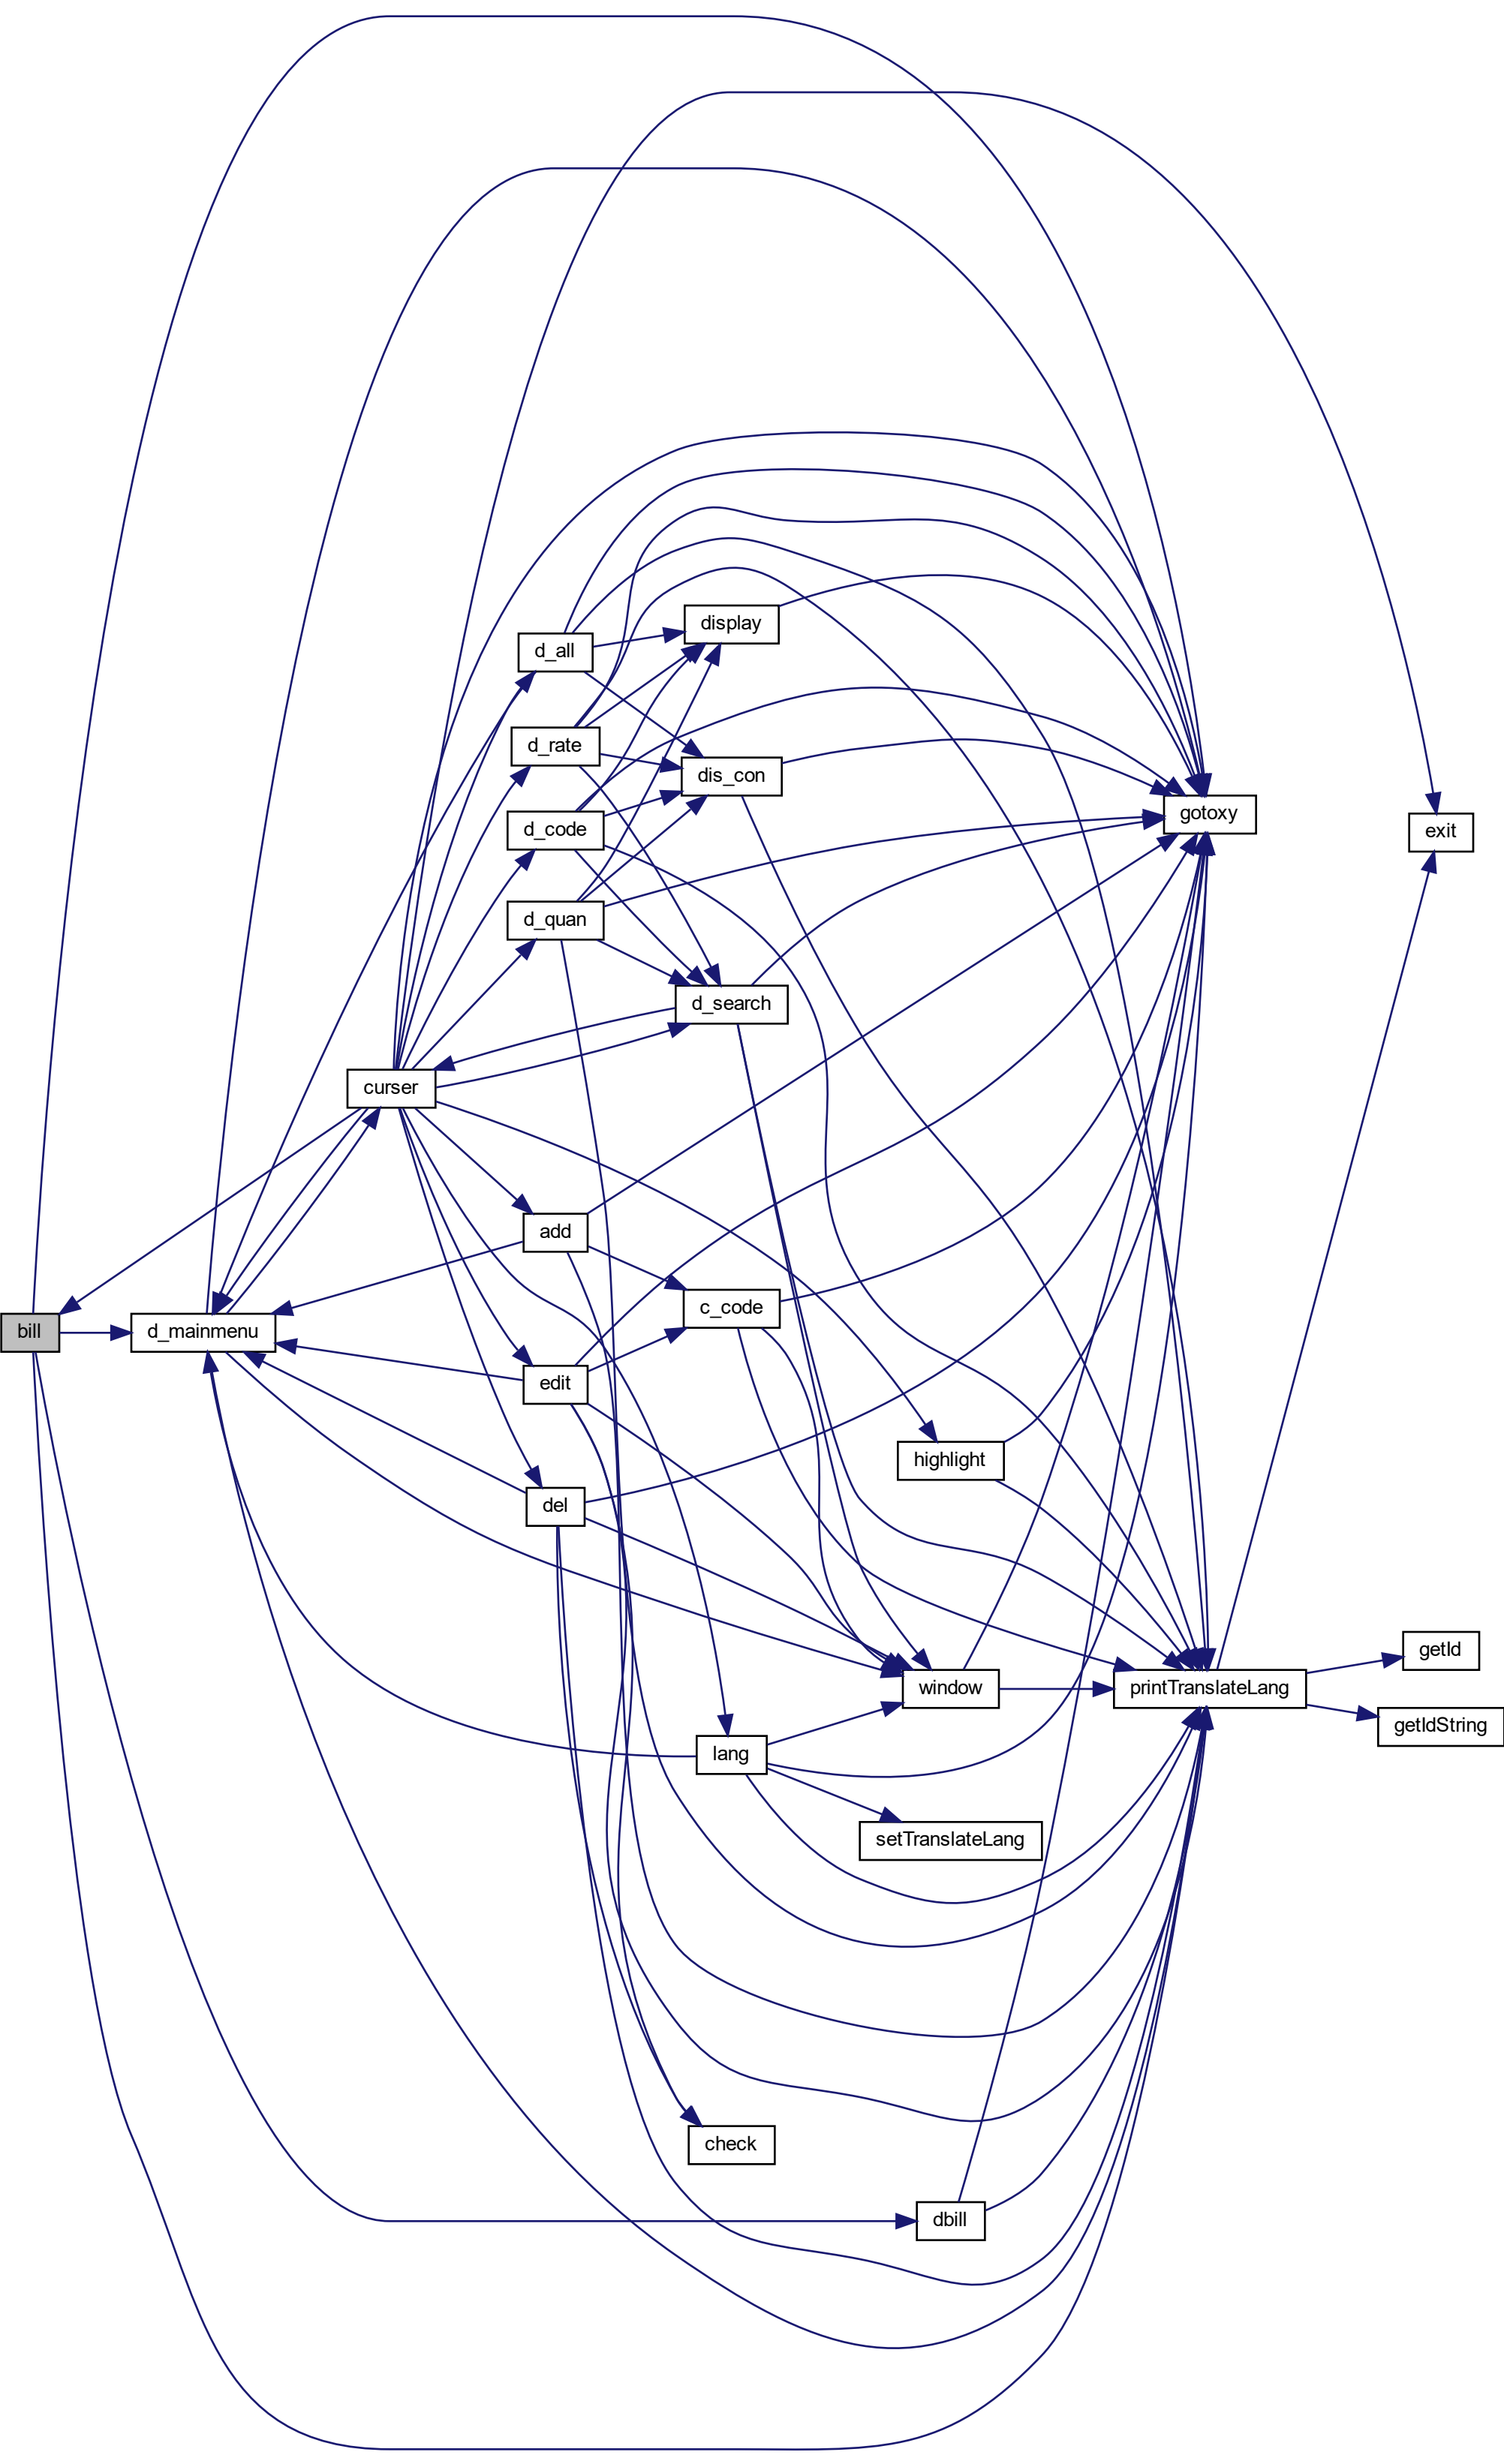 bill
d_mainmenu
curser
d_all
d_rate
d_code
d_quan
add
edit
del
display
dis_con
d_search
c_code
lang
check
highlight
window
setTranslateLang
dbill
gotoxy
printTranslateLang
exit
getId
getIdString